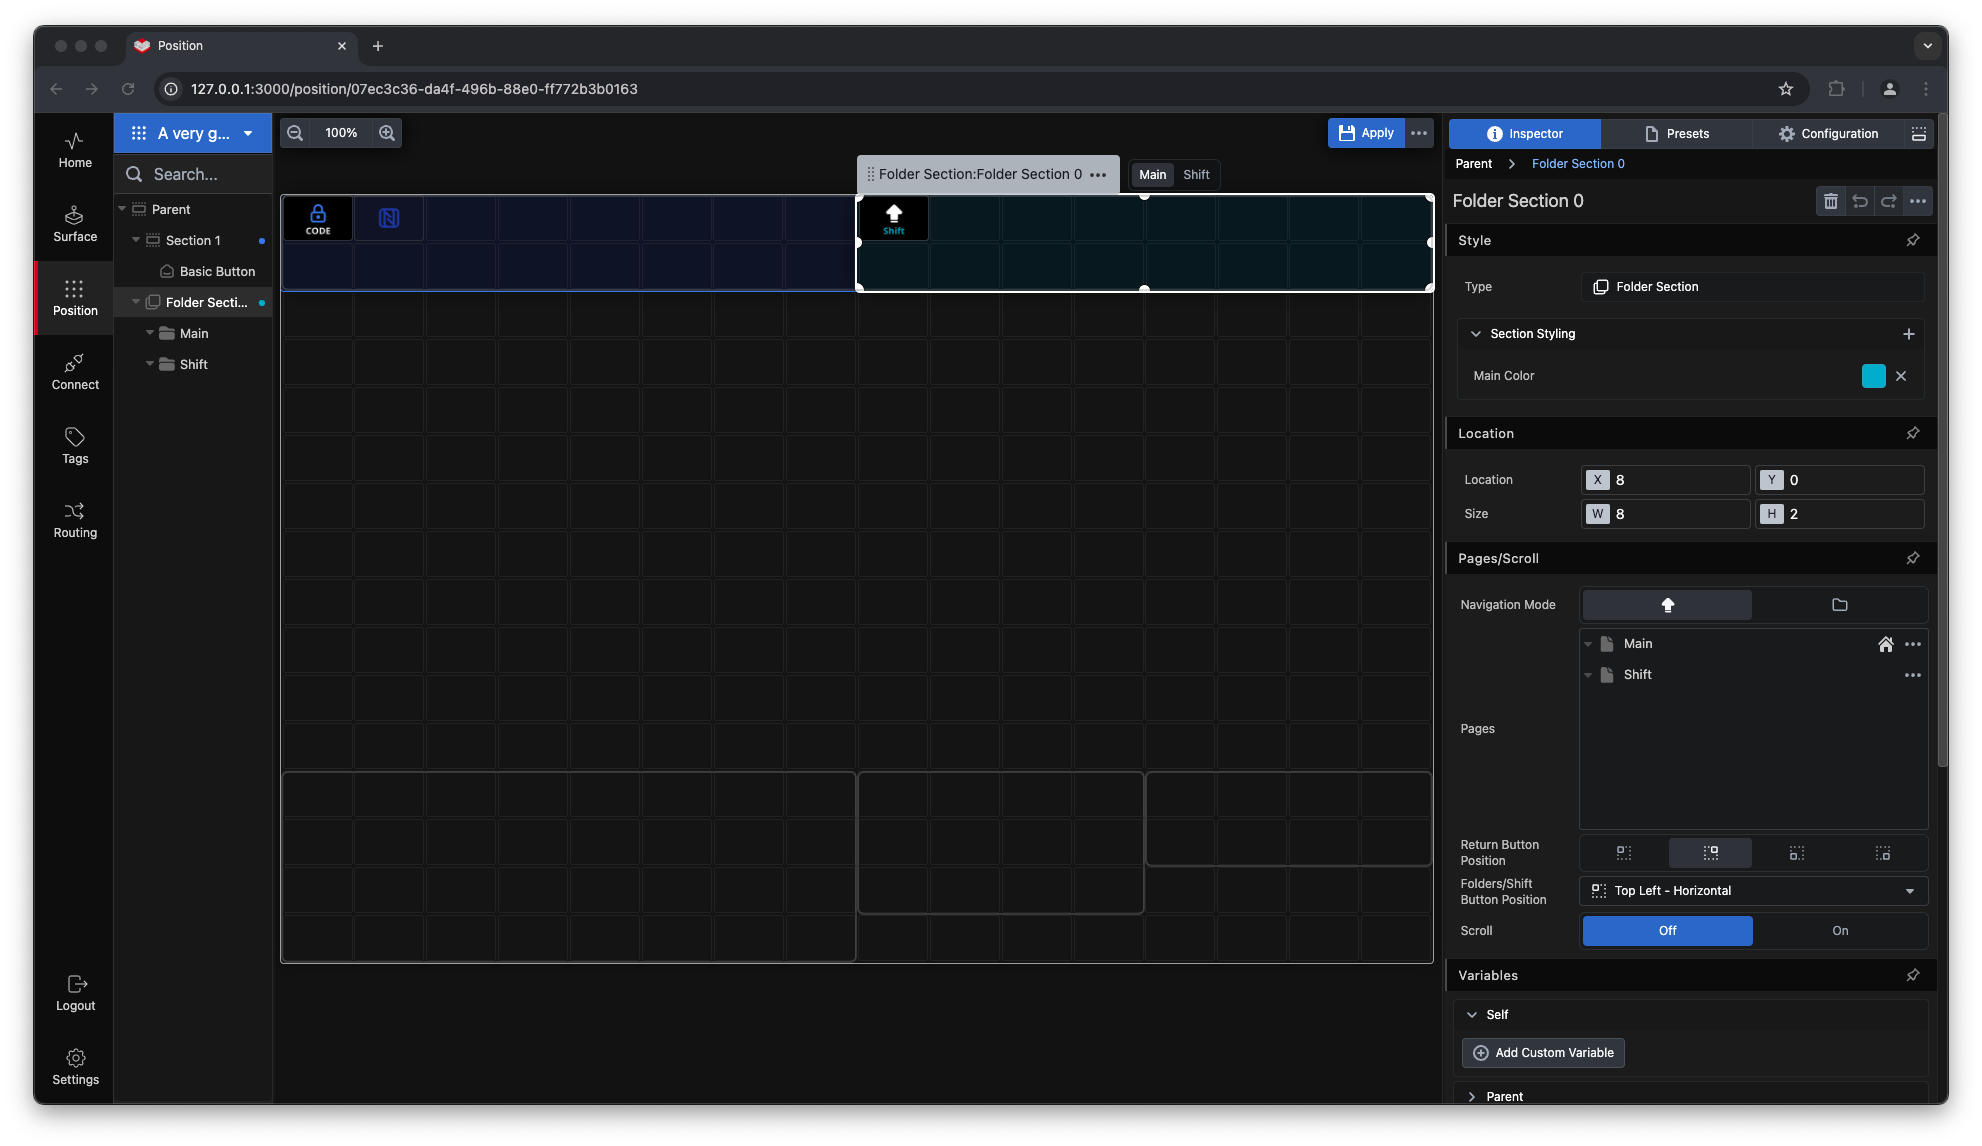 Position
127.0.0.1:3000/position/07ec3c36-da4f-496b-88e0-ff772b3b0163
Home
Surface
Position
Connect
Tags
Routing
Logout
Settings
A very g...
Search...
Parent
Section 1
Basic Button
Folder Secti...
Main
Shift
100%
Apply
Folder Section:Folder Section 0
Main Shift
CODE
Shift
Inspector Presets Configuration
Parent Folder Section 0
Folder Section 0
Style
Type Folder Section
Section Styling
Main Color
Location
Location X 8 Y 0
Size W 8 H 2
Pages/Scroll
Navigation Mode
Main
Shift
Pages
Return Button
Position
Folders/Shift
Button Position
Top Left - Horizontal
Scroll Off On
Variables
Self
Add Custom Variable
Parent